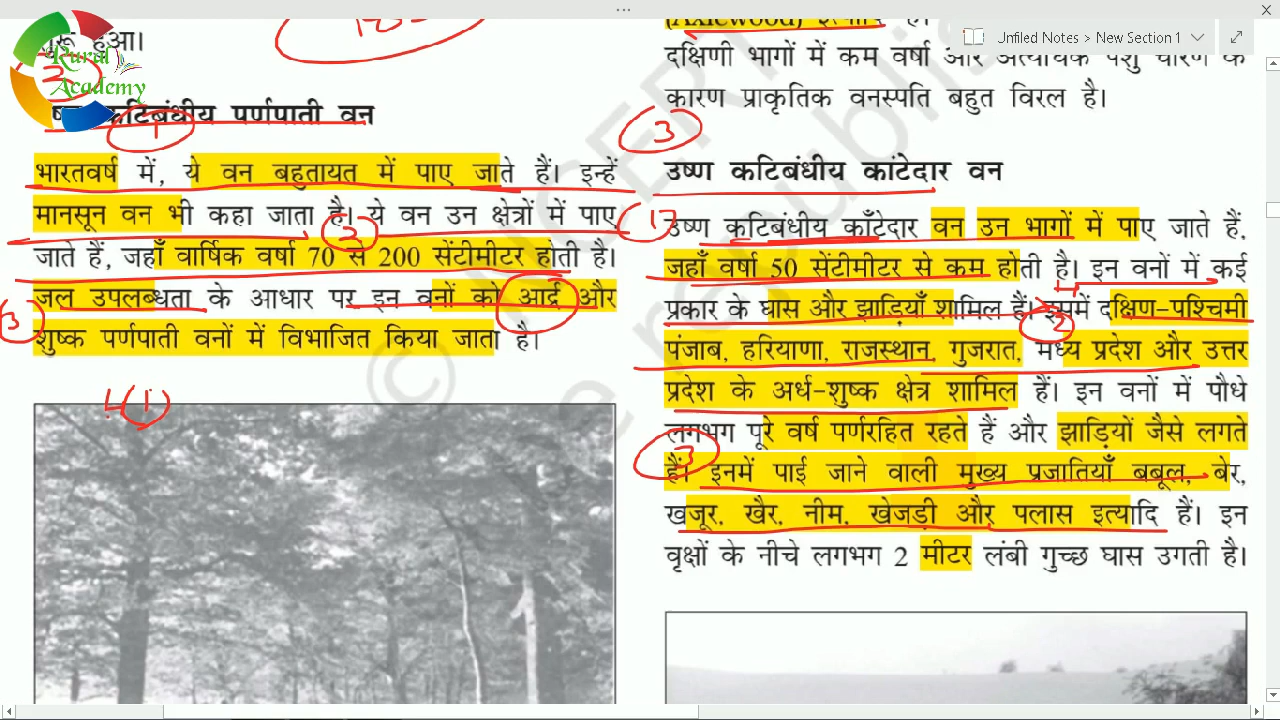 Rural
Academy
रू हुआ।
कटिबंधीय पर्णपाती वन
भारतवर्ष में, ये वन बहुतायत में पाए जाते हैं। इन्हें
मानसून वन भी कहा जाता है। ये वन उन क्षेत्रों में पाए
जाते हैं, जहाँ वार्षिक वर्षा 70 से 200 सेंटीमीटर होती है।
जल उपलब्धता के आधार पर इन वनों को आर्द्र और
शुष्क पर्णपाती वनों में विभाजित किया जाता है।
(Axlewood) इत्यादि हैं।
Unfiled Notes > New Section 1
दक्षिणी भागों में कम वर्षा और अत्यधिक पशु चारण के
कारण प्राकृतिक वनस्पति बहुत विरल है।
उष्ण कटिबंधीय कांटेदार वन
उष्ण कटिबंधीय काँटेदार वन उन भागों में पाए जाते हैं,
जहाँ वर्षा 50 सेंटीमीटर से कम होती है। इन वनों में कई
प्रकार के घास और झाड़ियाँ शामिल हैं। इसमें दक्षिण-पश्चिमी
पंजाब, हरियाणा, राजस्थान, गुजरात, मध्य प्रदेश और उत्तर
प्रदेश के अर्ध-शुष्क क्षेत्र शामिल हैं। इन वनों में पौधे
लगभग पूरे वर्ष पर्णरहित रहते हैं और झाड़ियों जैसे लगते
हैं। इनमें पाई जाने वाली मुख्य प्रजातियाँ बबूल, बेर,
खजूर, खैर, नीम, खेजड़ी और पलास इत्यादि हैं। इन
वृक्षों के नीचे लगभग 2 मीटर लंबी गुच्छ घास उगती है।